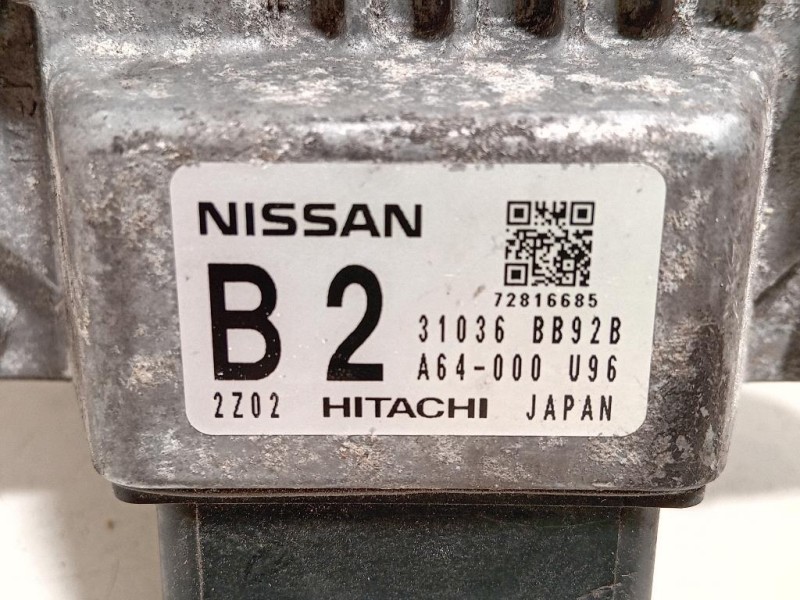 NISSAN
72816685
B 2
31036 BB92B
A64-000 U96
2Z02 HITACHI JAPAN